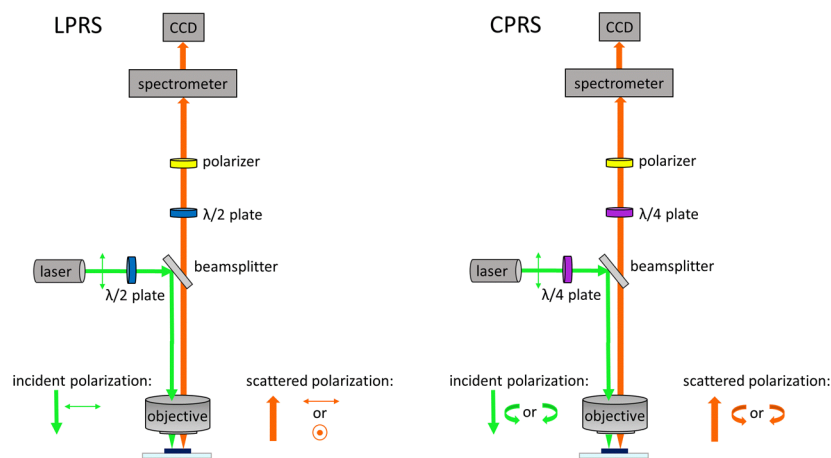 LPRS
CCD
spectrometer
polarizer
λ/2 plate
beamsplitter
laser
λ/2 plate
incident polarization:
scattered polarization:
objective
or
CPRS
CCD
spectrometer
polarizer
λ/4 plate
beamsplitter
laser
λ/4 plate
incident polarization:
scattered polarization:
or
objective
or